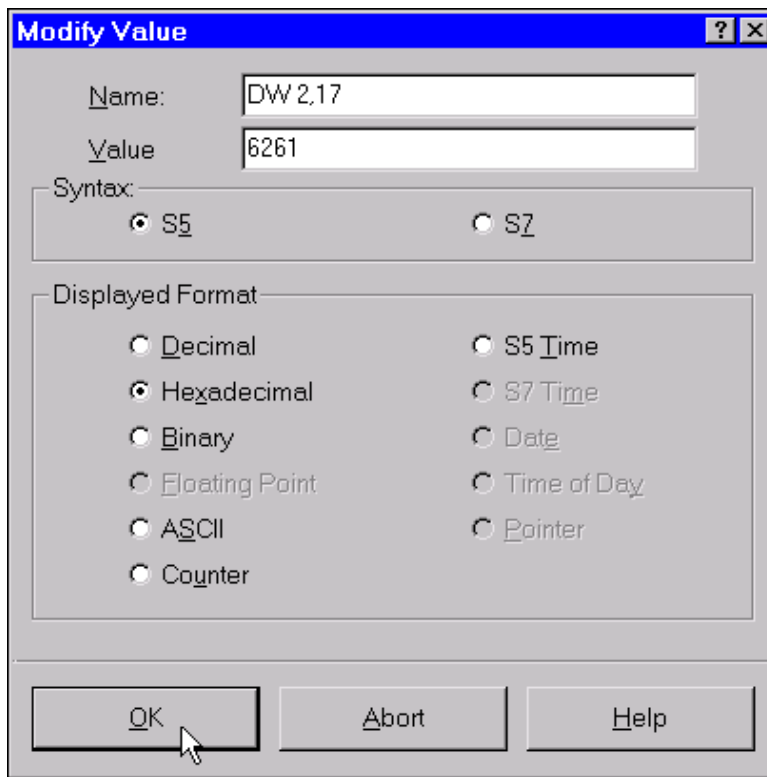 Modify Value
Name: DW 2,17
Value 6261
Syntax:
S5 S7
Displayed Format
Decimal S5 Time
Hexadecimal S7 Time
Binary Date
Floating Point Time of Day
ASCII Pointer
Counter
OK Abort Help